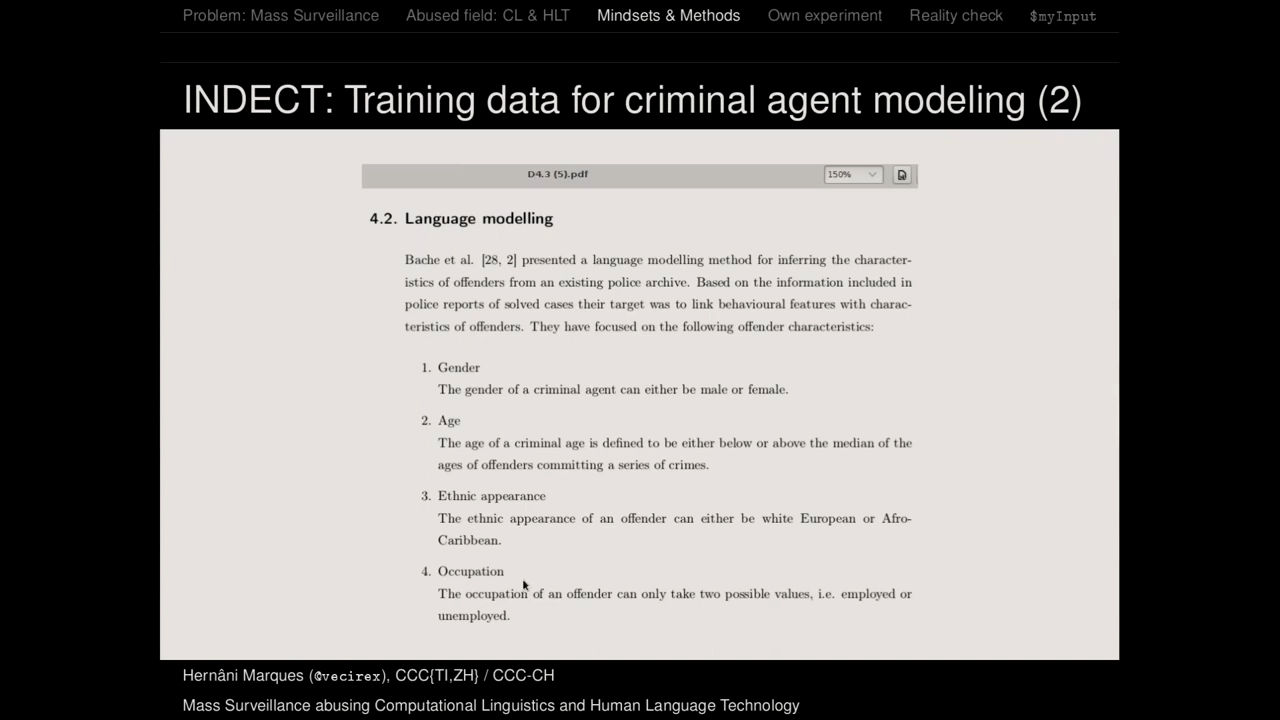 Problem: Mass Surveillance Abused field: CL & HLT Mindsets & Methods Own experiment Reality check $myInput
INDECT: Training data for criminal agent modeling (2)
D4.3 (5).pdf 150%
4.2. Language modelling
Bache et al. [28, 2] presented a language modelling method for inferring the character-
istics of offenders from an existing police archive. Based on the information included in
police reports of solved cases their target was to link behavioural features with charac-
teristics of offenders. They have focused on the following offender characteristics:
1. Gender
The gender of a criminal agent can either be male or female.
2. Age
The age of a criminal age is defined to be either below or above the median of the
ages of offenders committing a series of crimes.
3. Ethnic appearance
The ethnic appearance of an offender can either be white European or Afro-
Caribbean.
4. Occupation
The occupation of an offender can only take two possible values, i.e. employed or
unemployed.
Hernâni Marques (@vecirex), CCC{TI,ZH} / CCC-CH
Mass Surveillance abusing Computational Linguistics and Human Language Technology